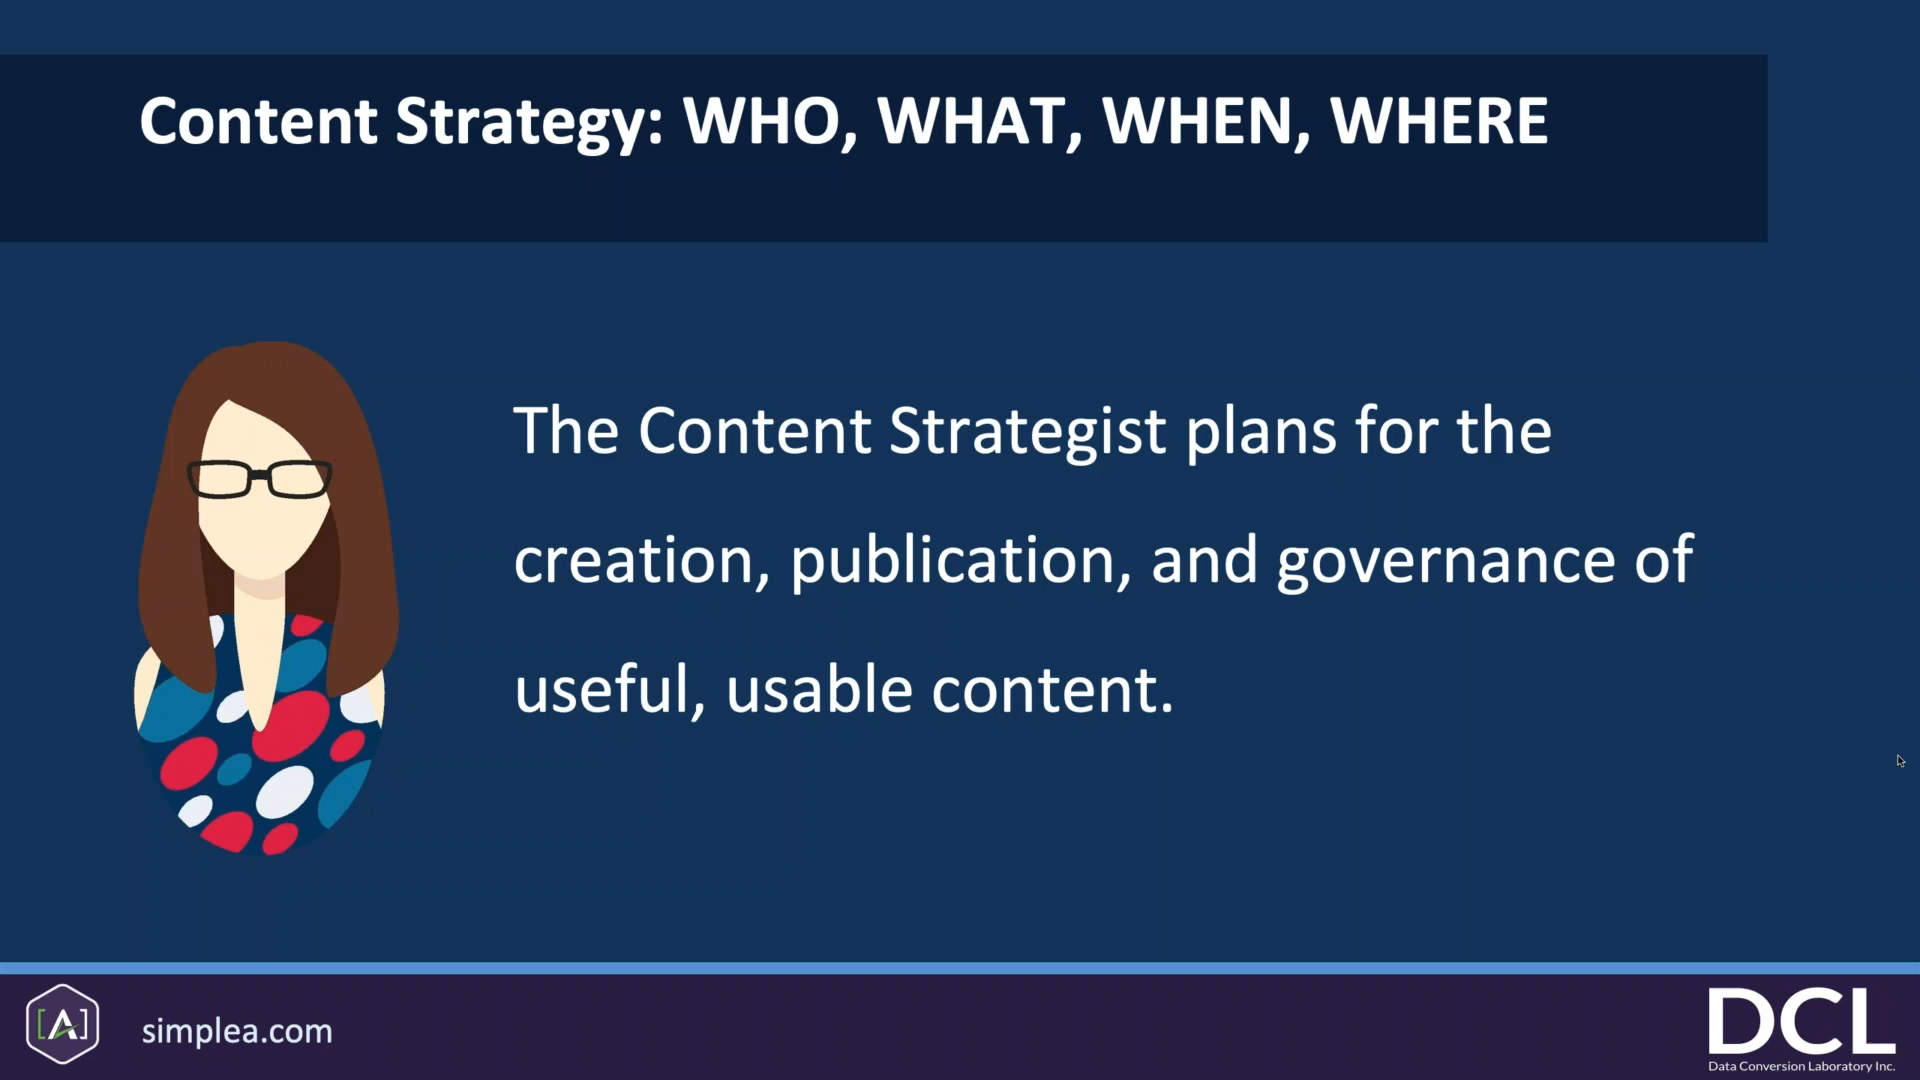 Content Strategy: WHO, WHAT, WHEN, WHERE
The Content Strategist plans for the
creation, publication, and governance of
useful, usable content.
[A]
simplea.com
DCL
Data Conversion Laboratory Inc.